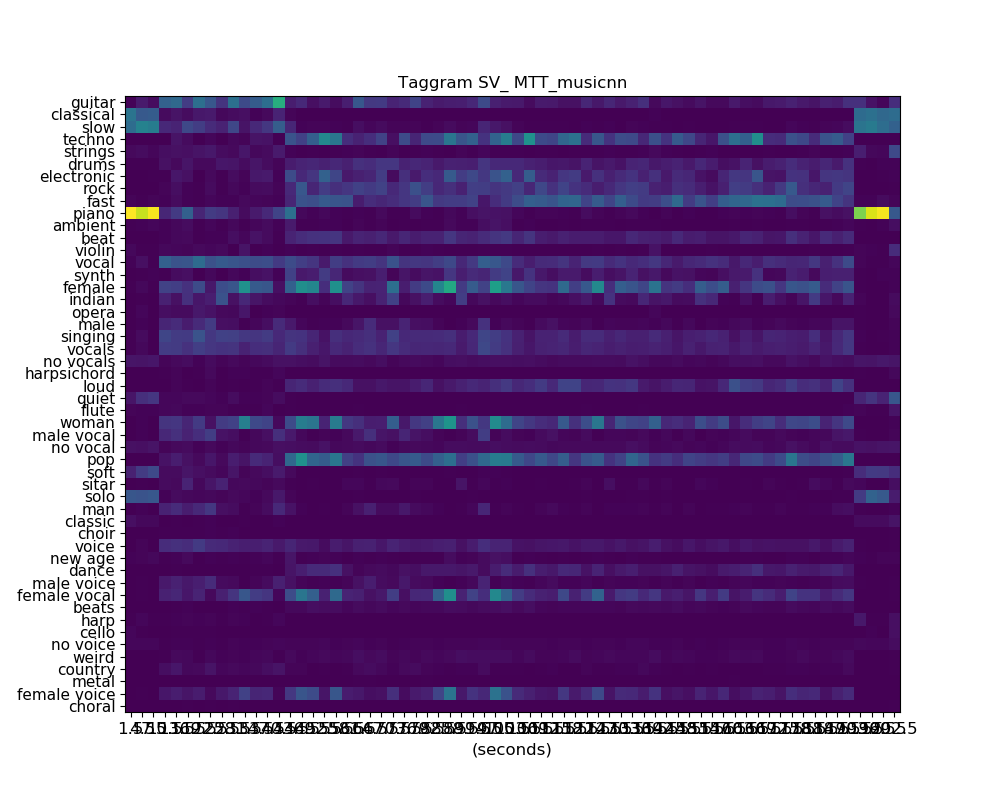 Taggram SV_ MTT_musicnn
guitar
classical
slow
techno
strings
drums
electronic
rock
fast
piano
ambient
beat
violin
vocal
synth
female
indian
opera
male
singing
vocals
no vocals
harpsichord
loud
quiet
flute
woman
male vocal
no vocal
pop
soft
sitar
solo
man
classic
choir
voice
new age
dance
male voice
female vocal
beats
harp
cello
no voice
weird
country
metal
female voice
choral
(seconds)